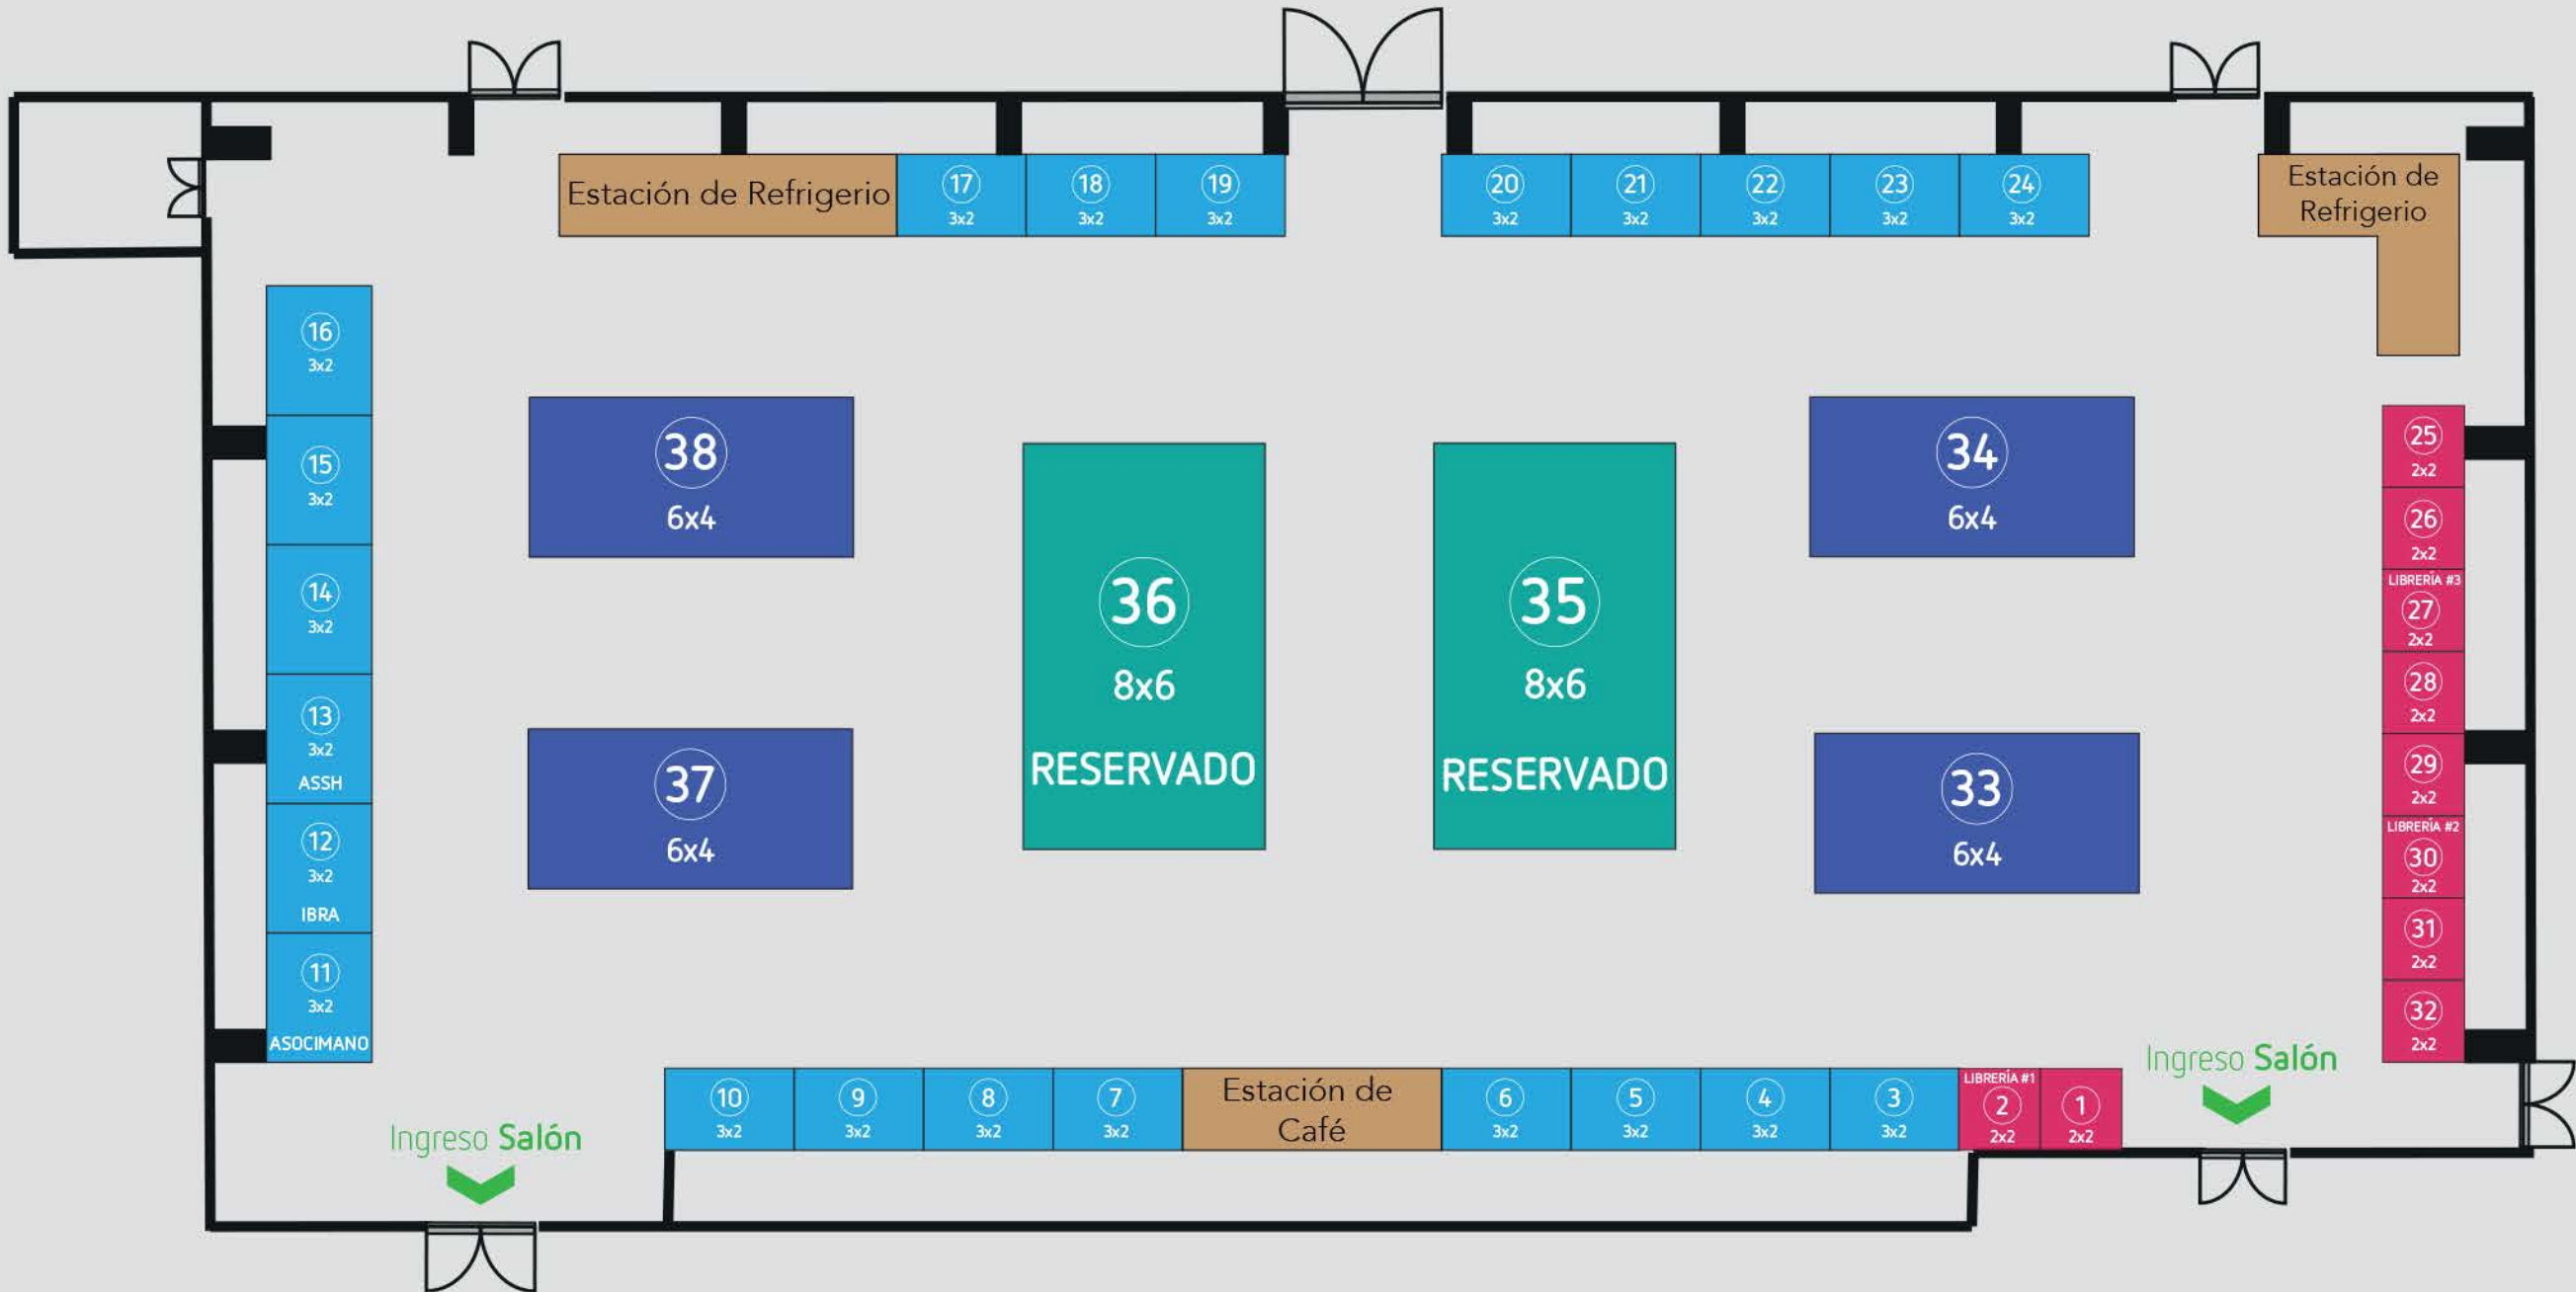 Estación de Refrigerio
17
3x2
18
3x2
19
3x2
20
3x2
21
3x2
22
3x2
23
3x2
24
3x2
Estación de
Refrigerio
16
3x2
15
3x2
14
3x2
13
3x2
ASSH
12
3x2
IBRA
11
3x2
ASOCIMANO
38
6x4
37
6x4
36
8x6
RESERVADO
35
8x6
RESERVADO
34
6x4
33
6x4
25
2x2
26
2x2
LIBRERÍA #3
27
2x2
28
2x2
29
2x2
LIBRERÍA #2
30
2x2
31
2x2
32
2x2
Ingreso Salón
10
3x2
9
3x2
8
3x2
7
3x2
Estación de
Café
6
3x2
5
3x2
4
3x2
3
3x2
LIBRERÍA #1
2
2x2
1
2x2
Ingreso Salón